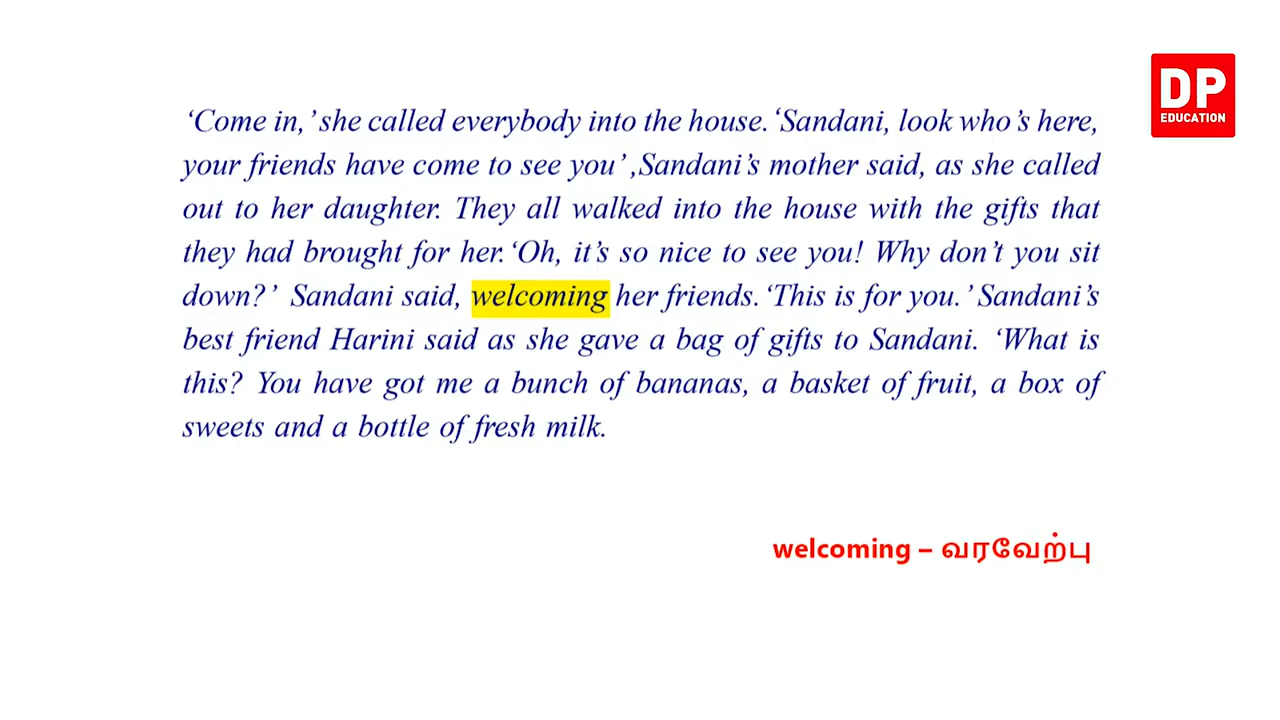 DP
EDUCATION
‘Come in,’ she called everybody into the house.‘Sandani, look who’s here,
your friends have come to see you’ ,Sandani’s mother said, as she called
out to her daughter. They all walked into the house with the gifts that
they had brought for her.‘Oh, it’s so nice to see you! Why don’t you sit
down?’ Sandani said, welcoming her friends.‘This is for you.’ Sandani’s
best friend Harini said as she gave a bag of gifts to Sandani. ‘What is
this? You have got me a bunch of bananas, a basket of fruit, a box of
sweets and a bottle of fresh milk.
welcoming – வரவேற்பு